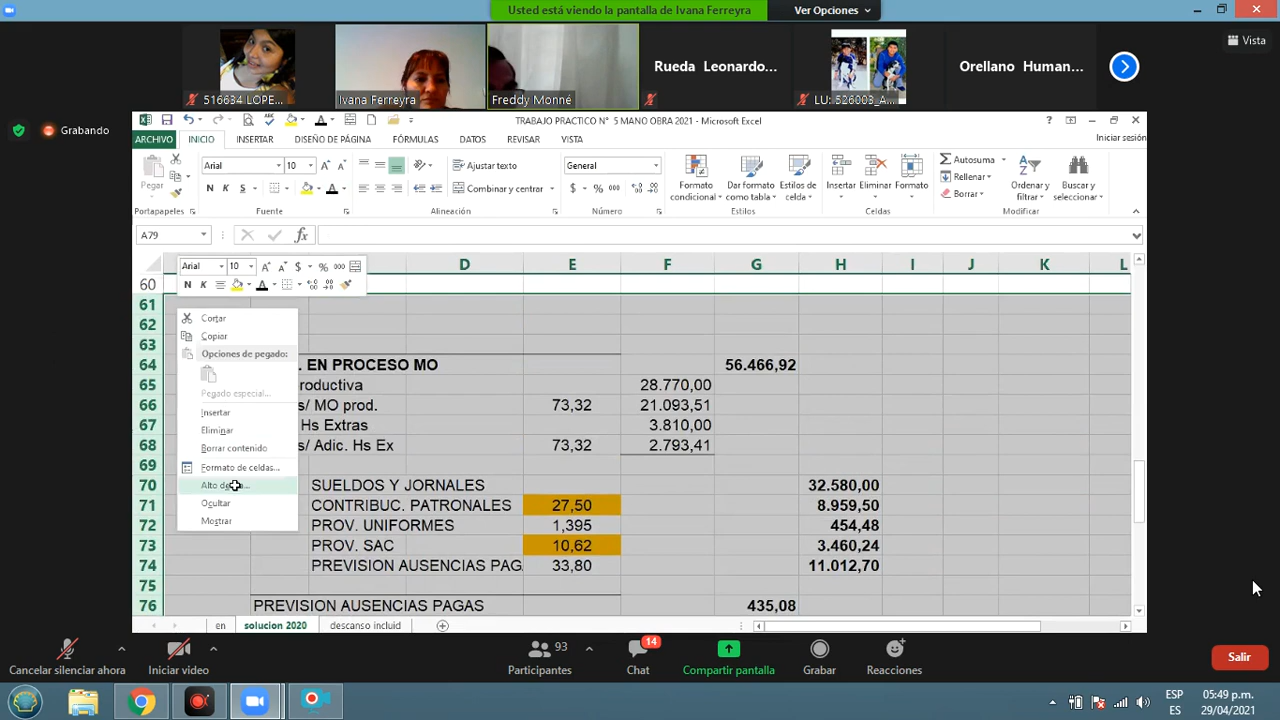 Usted está viendo la pantalla de Ivana Ferreyra
Ver Opciones
Vista
516634 LOPE...
Ivana Ferreyra
Freddy Monné
Rueda Leonardo...
LU: 526003_A...
Orellano Human...
Grabando
TRABAJO PRACTICO N° 5 MANO OBRA 2021 - Microsoft Excel
Iniciar sesión
ARCHIVO INICIO INSERTAR DISEÑO DE PÁGINA FÓRMULAS DATOS REVISAR VISTA
Pegar
Arial 10
N K S
Ajustar texto
Combinar y centrar
General
$ % 000
Formato condicional
Dar formato como tabla
Estilos de celda
Insertar Eliminar Formato
Autosuma
Rellenar
Borrar
Ordenar y filtrar
Buscar y seleccionar
Portapapeles Fuente Alineación Número Estilos Celdas Modificar
A79
D E F G H I J K L
Arial 10 $ % 000
N K A
60
61
62
63
64 . EN PROCESO MO 56.466,92
65 roductiva 28.770,00
66 s/ MO prod. 73,32 21.093,51
67 Hs Extras 3.810,00
68 s/ Adic. Hs Ex 73,32 2.793,41
69
70 SUELDOS Y JORNALES 32.580,00
71 CONTRIBUC. PATRONALES 27,50 8.959,50
72 PROV. UNIFORMES 1,395 454,48
73 PROV. SAC 10,62 3.460,24
74 PREVISION AUSENCIAS PAG 33,80 11.012,70
75
76 PREVISION AUSENCIAS PAGAS 435,08
Cortar
Copiar
Opciones de pegado:
Pegado especial...
Insertar
Eliminar
Borrar contenido
Formato de celdas...
Alto de
Ocultar
Mostrar
en solucion 2020 descanso incluid
Cancelar silenciar ahora
Iniciar video
93
Participantes
14
Chat
Compartir pantalla
Grabar
Reacciones
Salir
ESP
ES
05:49 p.m.
29/04/2021